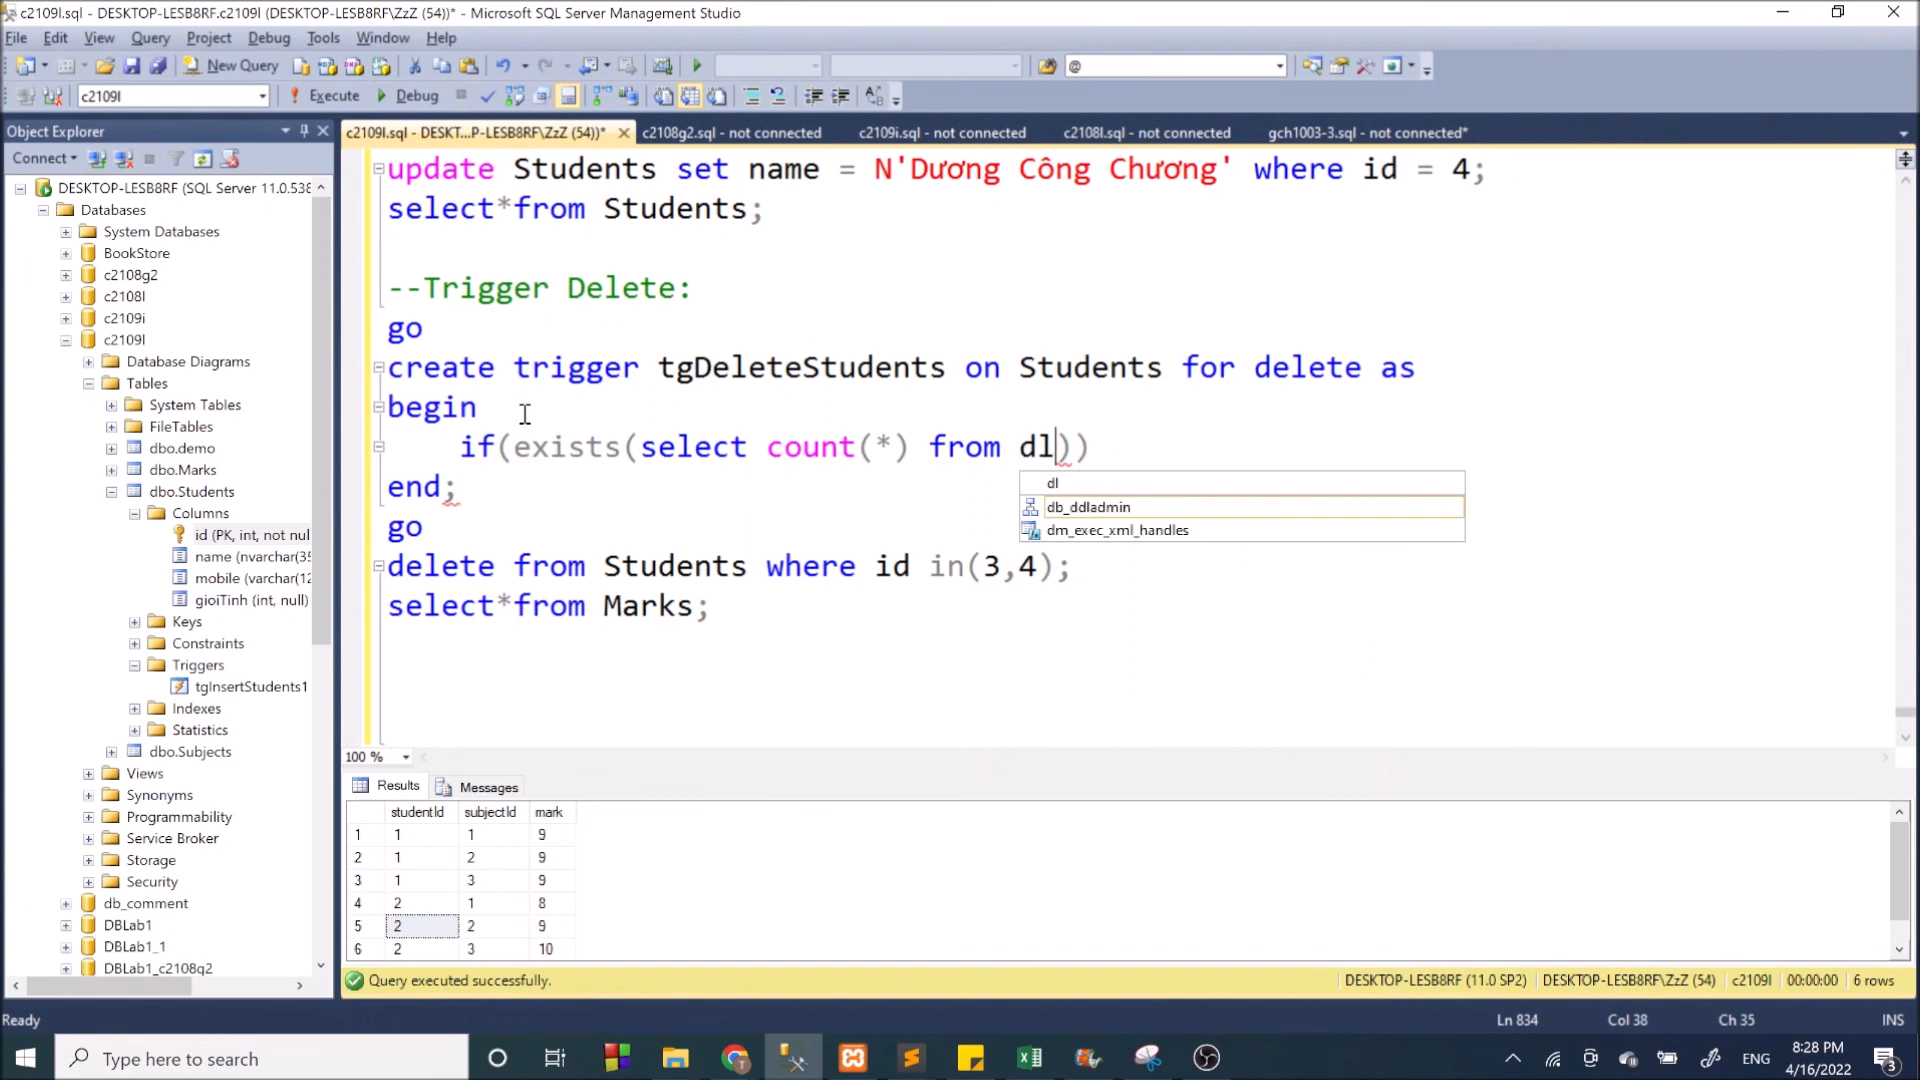 c2109l.sql - DESKTOP-LESB8RF.c2109l (DESKTOP-LESB8RF\ZzZ (54))* - Microsoft SQL Server Management Studio
File Edit View Query Project Debug Tools Window Help
New Query @
c2109l Execute Debug
Object Explorer
Connect
DESKTOP-LESB8RF (SQL Server 11.0.538
Databases
System Databases
BookStore
c2108g2
c2108l
c2109i
c2109l
Database Diagrams
Tables
System Tables
FileTables
dbo.demo
dbo.Marks
dbo.Students
Columns
id (PK, int, not nul
name (nvarchar(35
mobile (varchar(12
gioiTinh (int, null)
Keys
Constraints
Triggers
tgInsertStudents1
Indexes
Statistics
dbo.Subjects
Views
Synonyms
Programmability
Service Broker
Storage
Security
db_comment
DBLab1
DBLab1_1
DBLab1_c2108g2
c2109l.sql - DESKT...P-LESB8RF\ZzZ (54))* c2108g2.sql - not connected c2109i.sql - not connected c2108l.sql - not connected gch1003-3.sql - not connected*
update Students set name = N'Dương Công Chương' where id = 4;
select*from Students;
--Trigger Delete:
go
create trigger tgDeleteStudents on Students for delete as
begin
if(exists(select count(*) from dl))
dl
db_ddladmin
dm_exec_xml_handles
end;
go
delete from Students where id in(3,4);
select*from Marks;
100 %
Results Messages
studentId subjectId mark
1 1 1 9
2 1 2 9
3 1 3 9
4 2 1 8
5 2 2 9
6 2 3 10
Query executed successfully. DESKTOP-LESB8RF (11.0 SP2) DESKTOP-LESB8RF\ZzZ (54) c2109l 00:00:00 6 rows
Ready Ln 834 Col 38 Ch 35 INS
Type here to search ENG 8:28 PM
4/16/2022 3